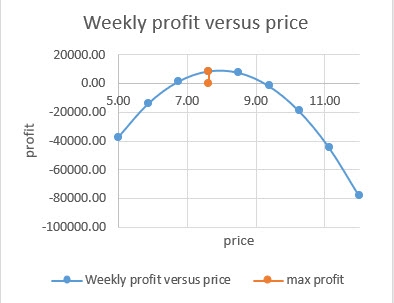 Weekly profit versus price
20000.00
0.00
5.00 7.00 9.00 11.00
-20000.00
-40000.00
-60000.00
-80000.00
-100000.00
profit
price
Weekly profit versus price max profit